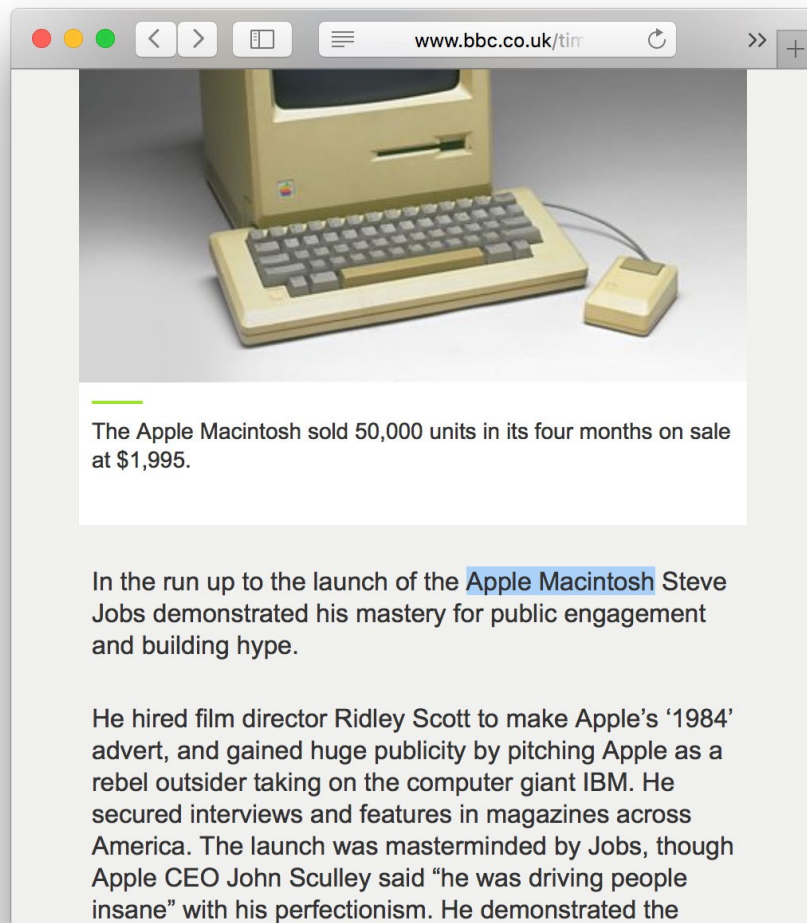 www.bbc.co.uk/tim
The Apple Macintosh sold 50,000 units in its four months on sale
at $1,995.
In the run up to the launch of the Apple Macintosh Steve
Jobs demonstrated his mastery for public engagement
and building hype.
He hired film director Ridley Scott to make Apple’s ‘1984’
advert, and gained huge publicity by pitching Apple as a
rebel outsider taking on the computer giant IBM. He
secured interviews and features in magazines across
America. The launch was masterminded by Jobs, though
Apple CEO John Sculley said “he was driving people
insane” with his perfectionism. He demonstrated the